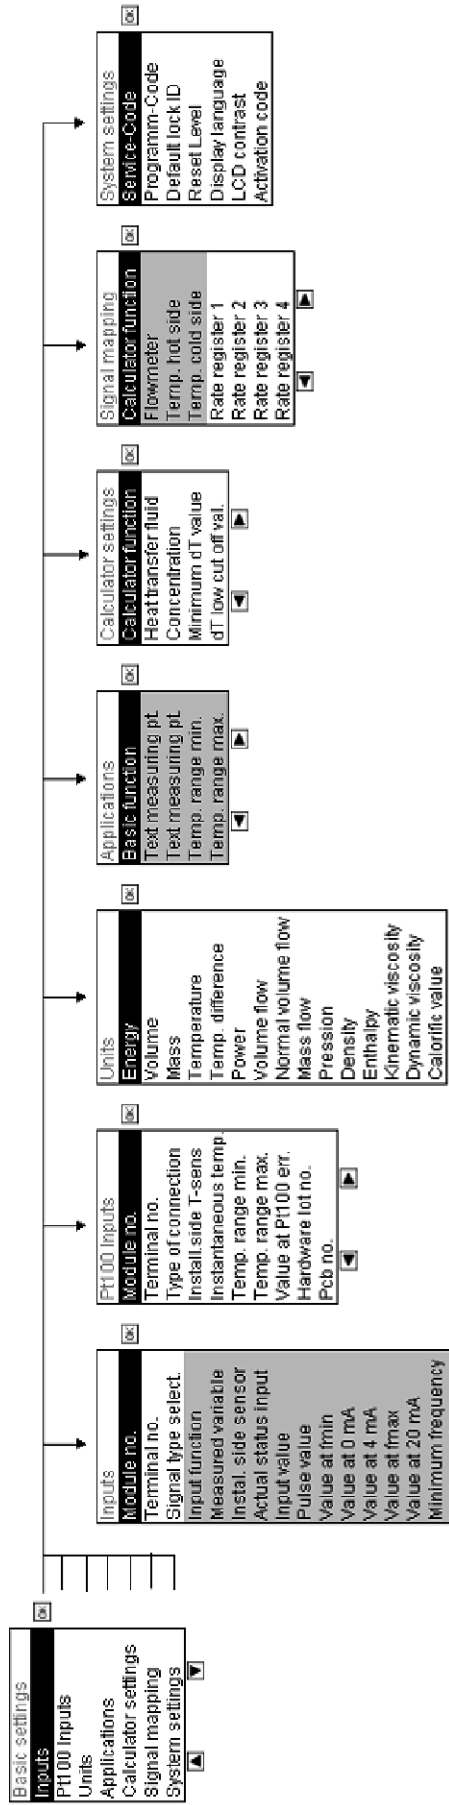 Basic settings
OK
Inputs
Pt100 Inputs
Units
Applications
Calculator settings
Signal mapping
System settings
Inputs
OK
Module no.
Terminal no.
Signal type select.
Input function
Measured variable
Instal. side sensor
Actual status input
Input value
Pulse value
Value at fmin
Value at 0 mA
Value at 4 mA
Value at fmax
Value at 20 mA
Minimum frequency
Pt100 Inputs
OK
Module no.
Terminal no.
Type of connection
Install.side T-sens
Instantaneous temp.
Temp. range min.
Temp. range max.
Value at Pt100 err.
Hardware lot no.
Pcb no.
Units
OK
Energy
Volume
Mass
Temperature
Temp. difference
Power
Volume flow
Normal volume flow
Mass flow
Pression
Density
Enthalpy
Kinematic viscosity
Dynamic viscosity
Calorific value
Applications
OK
Basic function
Text measuring pt.
Text measuring pt.
Temp. range min.
Temp. range max.
Calculator settings
OK
Calculator function
Heat transfer fluid
Concentration
Minimum dT value
dT low cut off val.
Signal mapping
OK
Calculator function
Flowmeter
Temp. hot side
Temp. cold side
Rate register 1
Rate register 2
Rate register 3
Rate register 4
System settings
OK
Service-Code
Programm-Code
Default lock ID
Reset Level
Display language
LCD contrast
Activation code